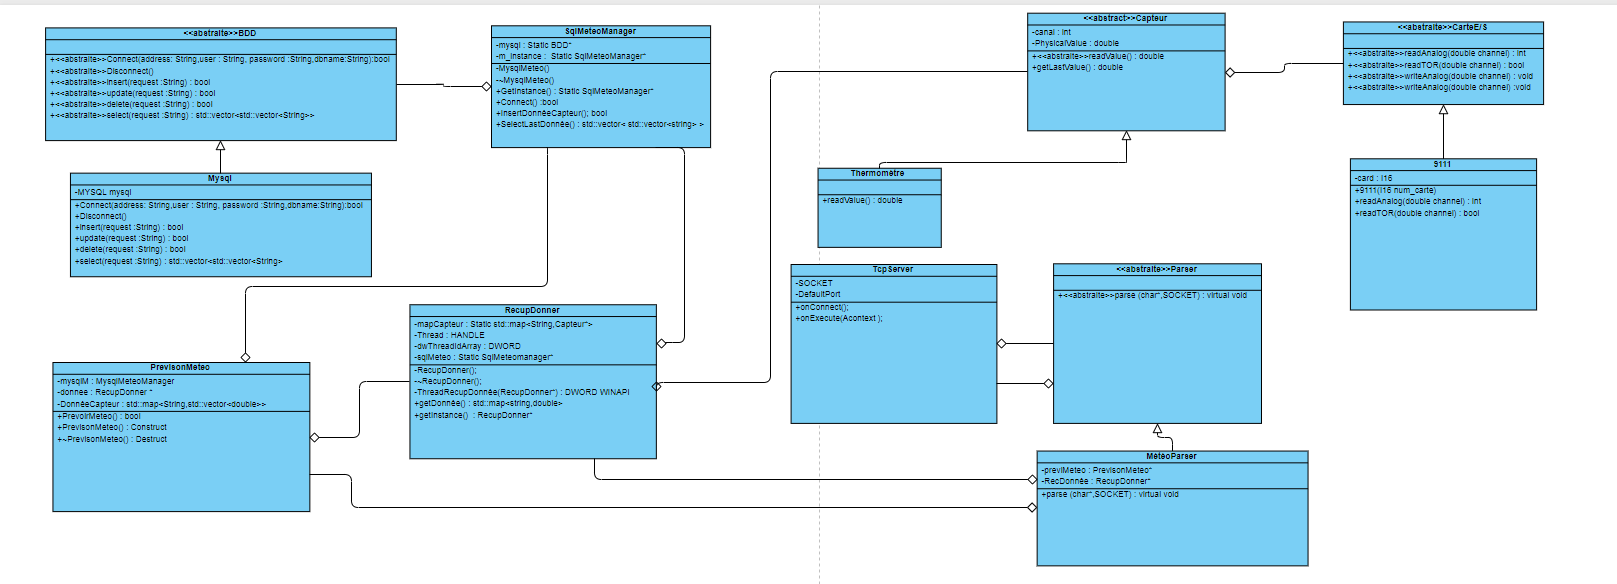 <<abstraite>>BDD
+<<abstraite>>Connect(address: String,user : String, password :String,dbname:String):bool
+<<abstraite>>Disconnect()
+<<abstraite>>insert(request :String) : bool
+<<abstraite>>update(request :String) : bool
+<<abstraite>>delete(request :String) : bool
+<<abstraite>>select(request :String) : std::vector<std::vector<String>>
Mysql
-MYSQL mysql
+Connect(address: String,user : String, password :String,dbname:String):bool
+Disconnect()
+insert(request :String) : bool
+update(request :String) : bool
+delete(request :String) : bool
+select(request :String) : std::vector<std::vector<String>
SqlMeteoManager
-mysql : Static BDD*
-m_instance : Static SqlMeteoManager*
-MysqlMeteo()
-~MysqlMeteo()
+GetInstance() : Static SqlMeteoManager*
+Connect() :bool
+InsertDonnéeCapteur(); bool
+SelectLastDonnée() : std::vector< std::vector<string> >
<<abstract>>Capteur
-canal : int
-PhysicalValue : double
+<<abstraite>>readValue() : double
+getLastValue() : double
<<abstraite>>CarteE/S
+<<abstraite>>readAnalog(double channel) : int
+<<abstraite>>readTOR(double channel) : bool
+<<abstraite>>writeAnalog(double channel) : void
+<<abstraite>>writeAnalog(double channel) :void
Thermomètre
+readValue() : double
9111
-card : I16
+9111(I16 num_carte)
+readAnalog(double channel) : int
+readTOR(double channel) : bool
TcpServer
-SOCKET
-DefaultPort
+onConnect();
+onExecute(Acontext );
<<abstraite>>Parser
+<<abstraite>>parse (char*,SOCKET) : virtual void
RecupDonner
-mapCapteur : Static std::map<String,Capteur*>
-Thread : HANDLE
-dwThreadIdArray : DWORD
-sqlMeteo : Static SqlMeteomanager*
-RecupDonner();
-~RecupDonner();
-ThreadRecupDonnée(RecupDonner*) : DWORD WINAPI
+getDonnée() : std::map<string,double>
+getInstance() : RecupDonner*
PrevisonMeteo
-mysqlM : MysqlMeteoManager
-donnee : RecupDonner *
-DonnéeCapteur : std::map<String,std::vector<double>>
+PrevoirMeteo() : bool
+PrevisonMeteo() : Construct
+~PrevisonMeteo() : Destruct
MétéoParser
-previMeteo : PrevisonMeteo*
-RecDonnée : RecupDonner*
+parse (char*,SOCKET) : virtual void